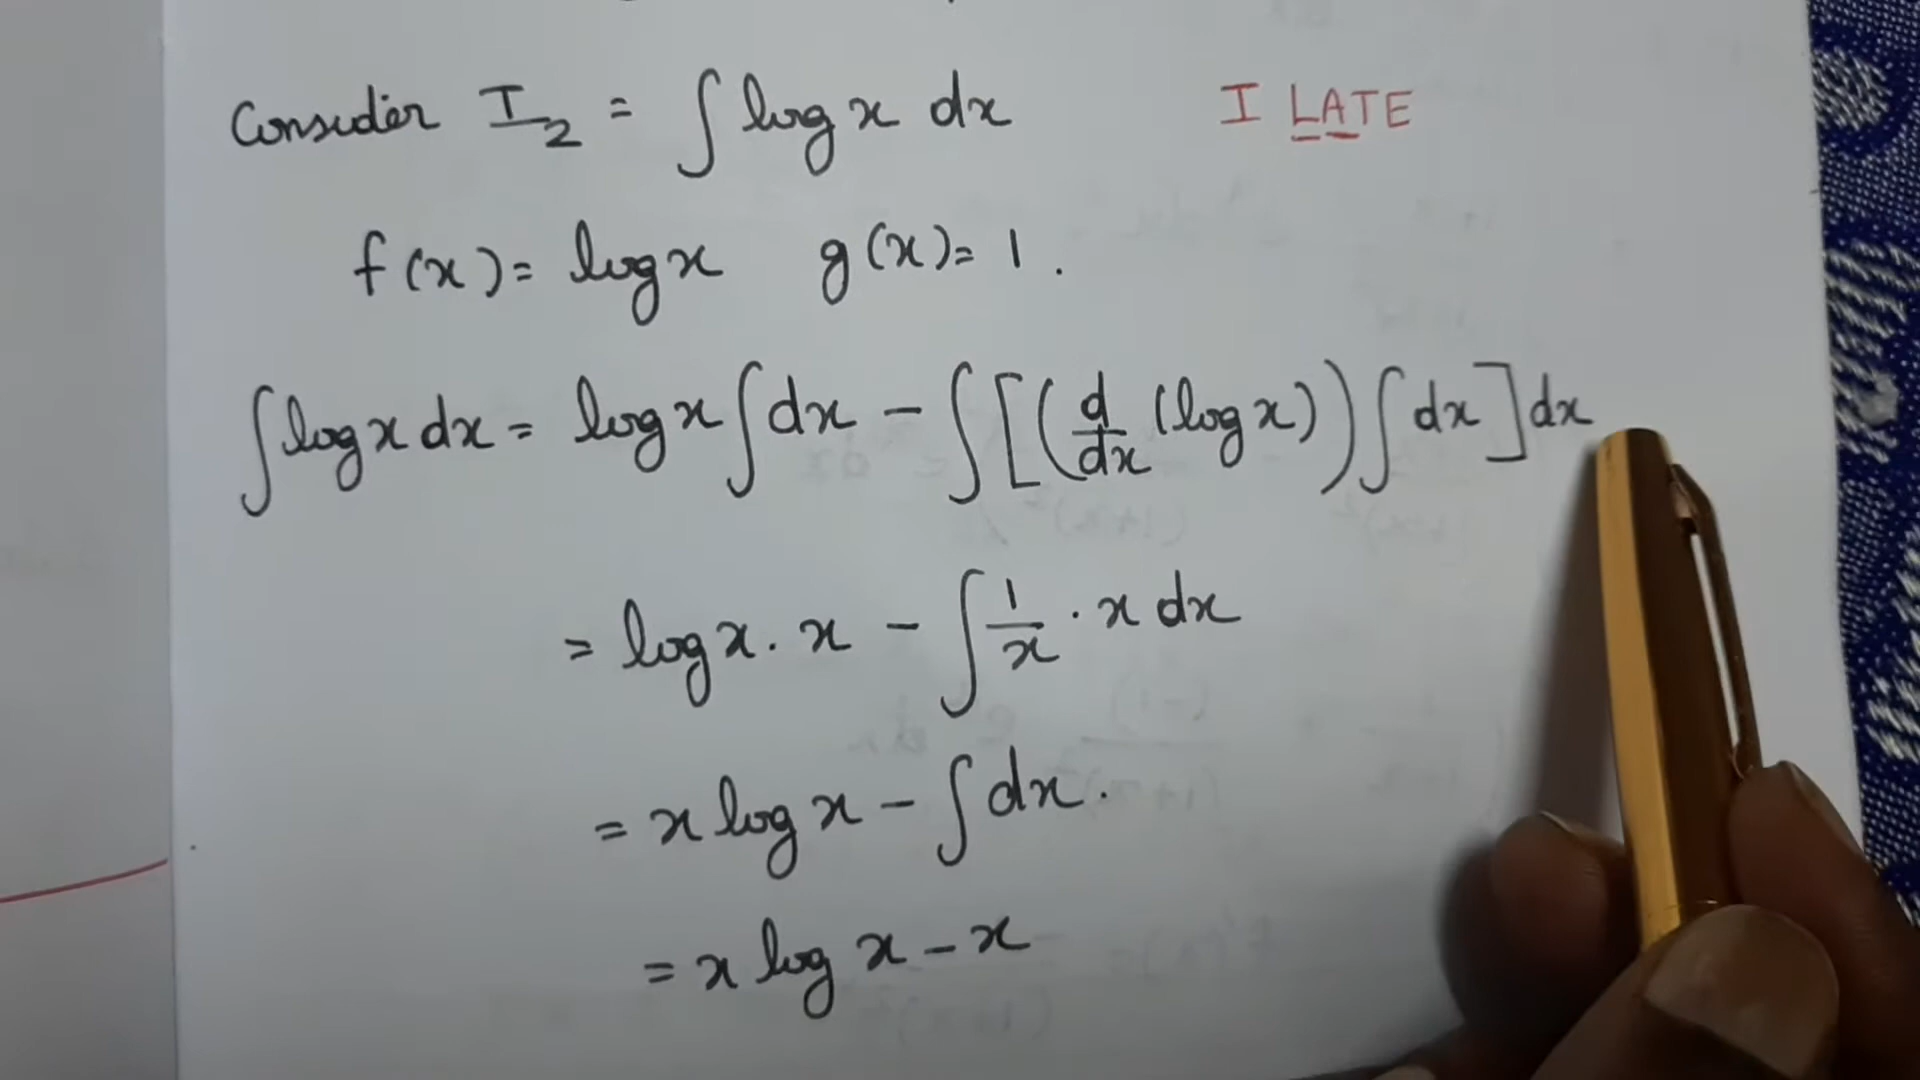 Consider I₂ = ∫ log x dx
I LATE
f(x) = log x g(x) = 1 .
∫ log x dx = log x ∫ dx − ∫ [ ( d/dx (log x) ) ∫ dx ] dx
= log x . x − ∫ 1/x . x dx
= x log x − ∫ dx .
= x log x − x